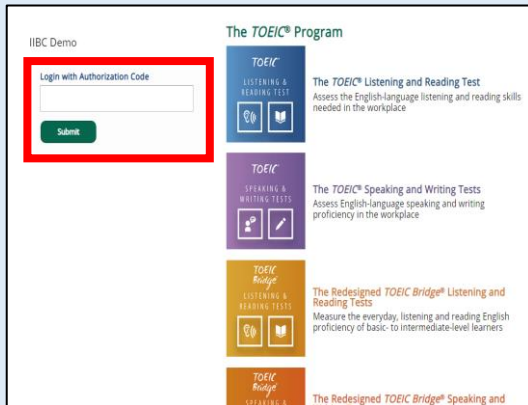 IIBC Demo
Login with Authorization Code
Submit
The TOEIC® Program
TOEIC
LISTENING &
READING TEST
The TOEIC® Listening and Reading Test
Assess the English-language listening and reading skills
needed in the workplace
TOEIC
SPEAKING &
WRITING TESTS
The TOEIC® Speaking and Writing Tests
Assess English-language speaking and writing
proficiency in the workplace
TOEIC
Bridge
LISTENING &
READING TESTS
The Redesigned TOEIC Bridge® Listening and
Reading Tests
Measure the everyday, listening and reading English
proficiency of basic- to intermediate-level learners
TOEIC
Bridge
SPEAKING &
The Redesigned TOEIC Bridge® Speaking and